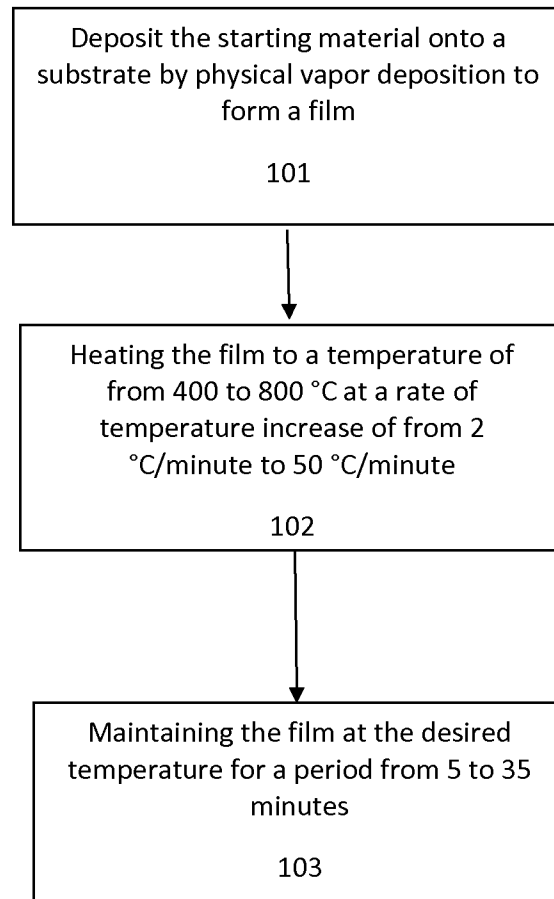 Deposit the starting material onto a
substrate by physical vapor deposition to
form a film
101
Heating the film to a temperature of
from 400 to 800 °C at a rate of
temperature increase of from 2
°C/minute to 50 °C/minute
102
Maintaining the film at the desired
temperature for a period from 5 to 35
minutes
103